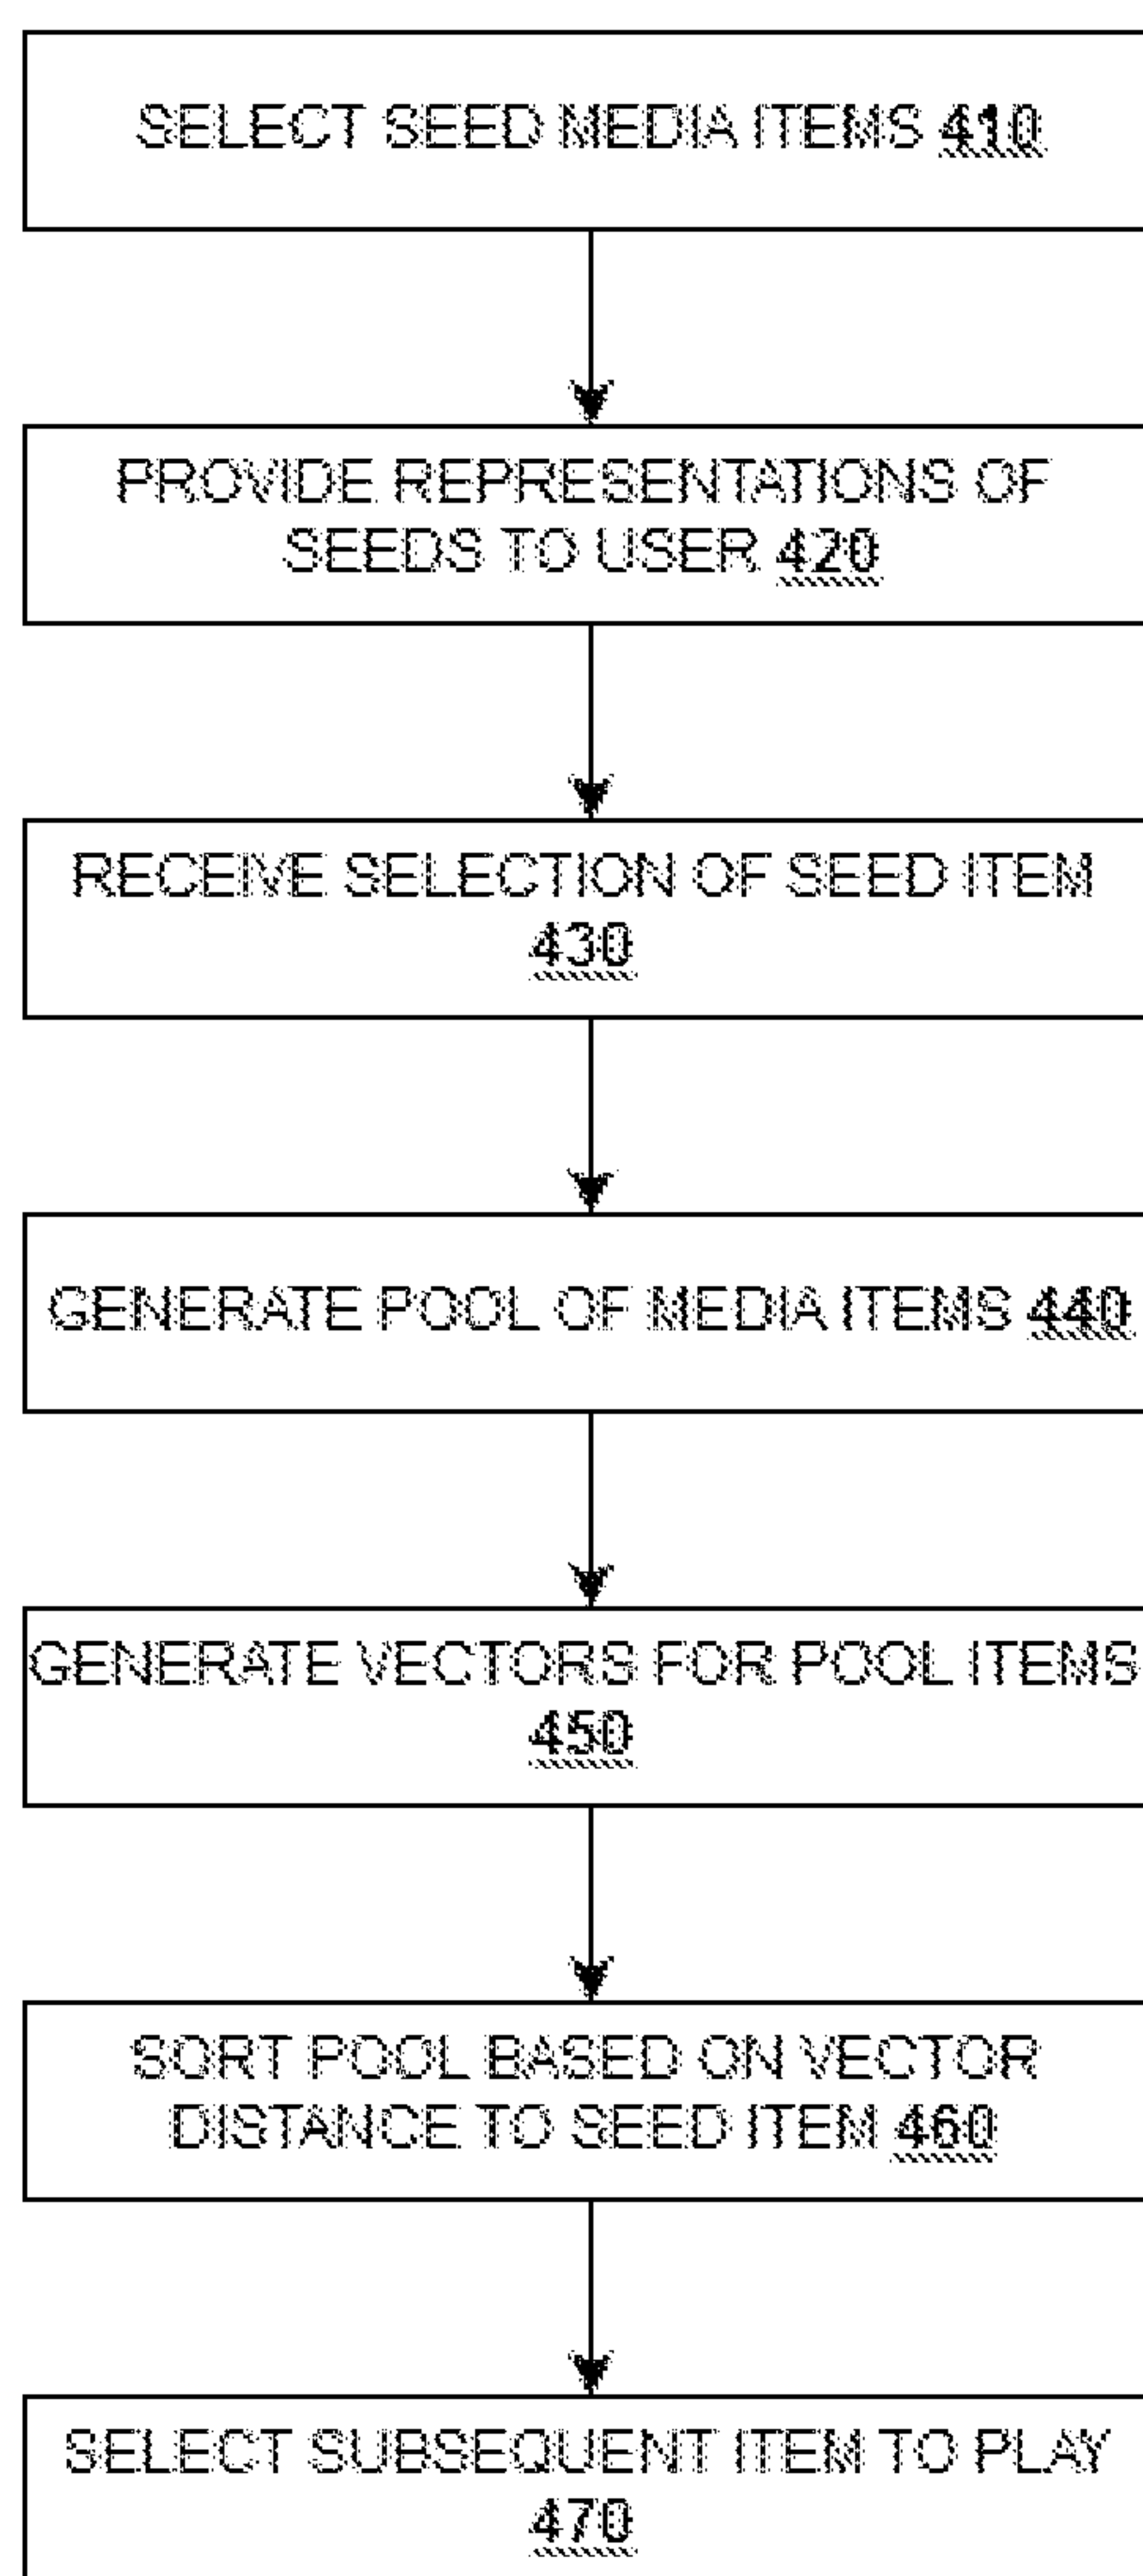 SELECT SEED MEDIA ITEMS 410
PROVIDE REPRESENTATIONS OF
SEEDS TO USER 420
RECEIVE SELECTION OF SEED ITEM
430
GENERATE POOL OF MEDIA ITEMS 440
GENERATE VECTORS FOR POOL ITEMS
450
SORT POOL BASED ON VECTOR
DISTANCE TO SEED ITEM 460
SELECT SUBSEQUENT ITEM TO PLAY
470